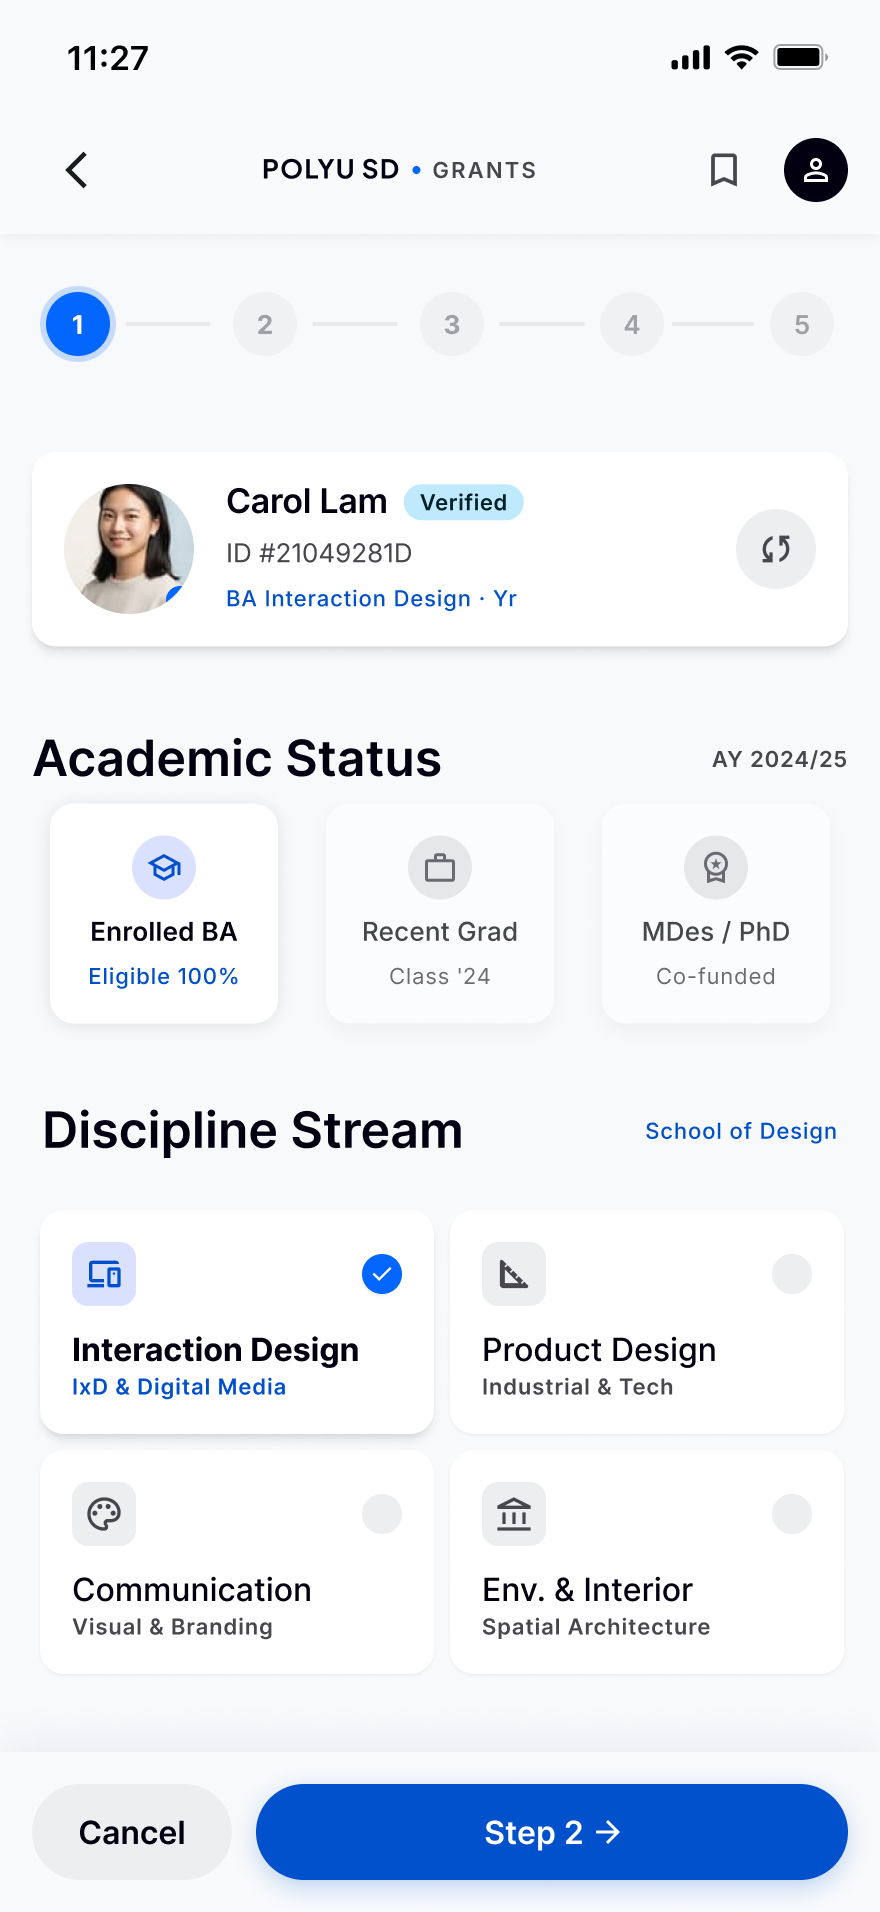 11:27
POLYU SD • GRANTS
1 2 3 4 5
Carol Lam Verified
ID #21049281D
BA Interaction Design · Yr
Academic Status AY 2024/25
Enrolled BA
Eligible 100%
Recent Grad
Class '24
MDes / PhD
Co-funded
Discipline Stream School of Design
Interaction Design
IxD & Digital Media
Product Design
Industrial & Tech
Communication
Visual & Branding
Env. & Interior
Spatial Architecture
Cancel
Step 2 →